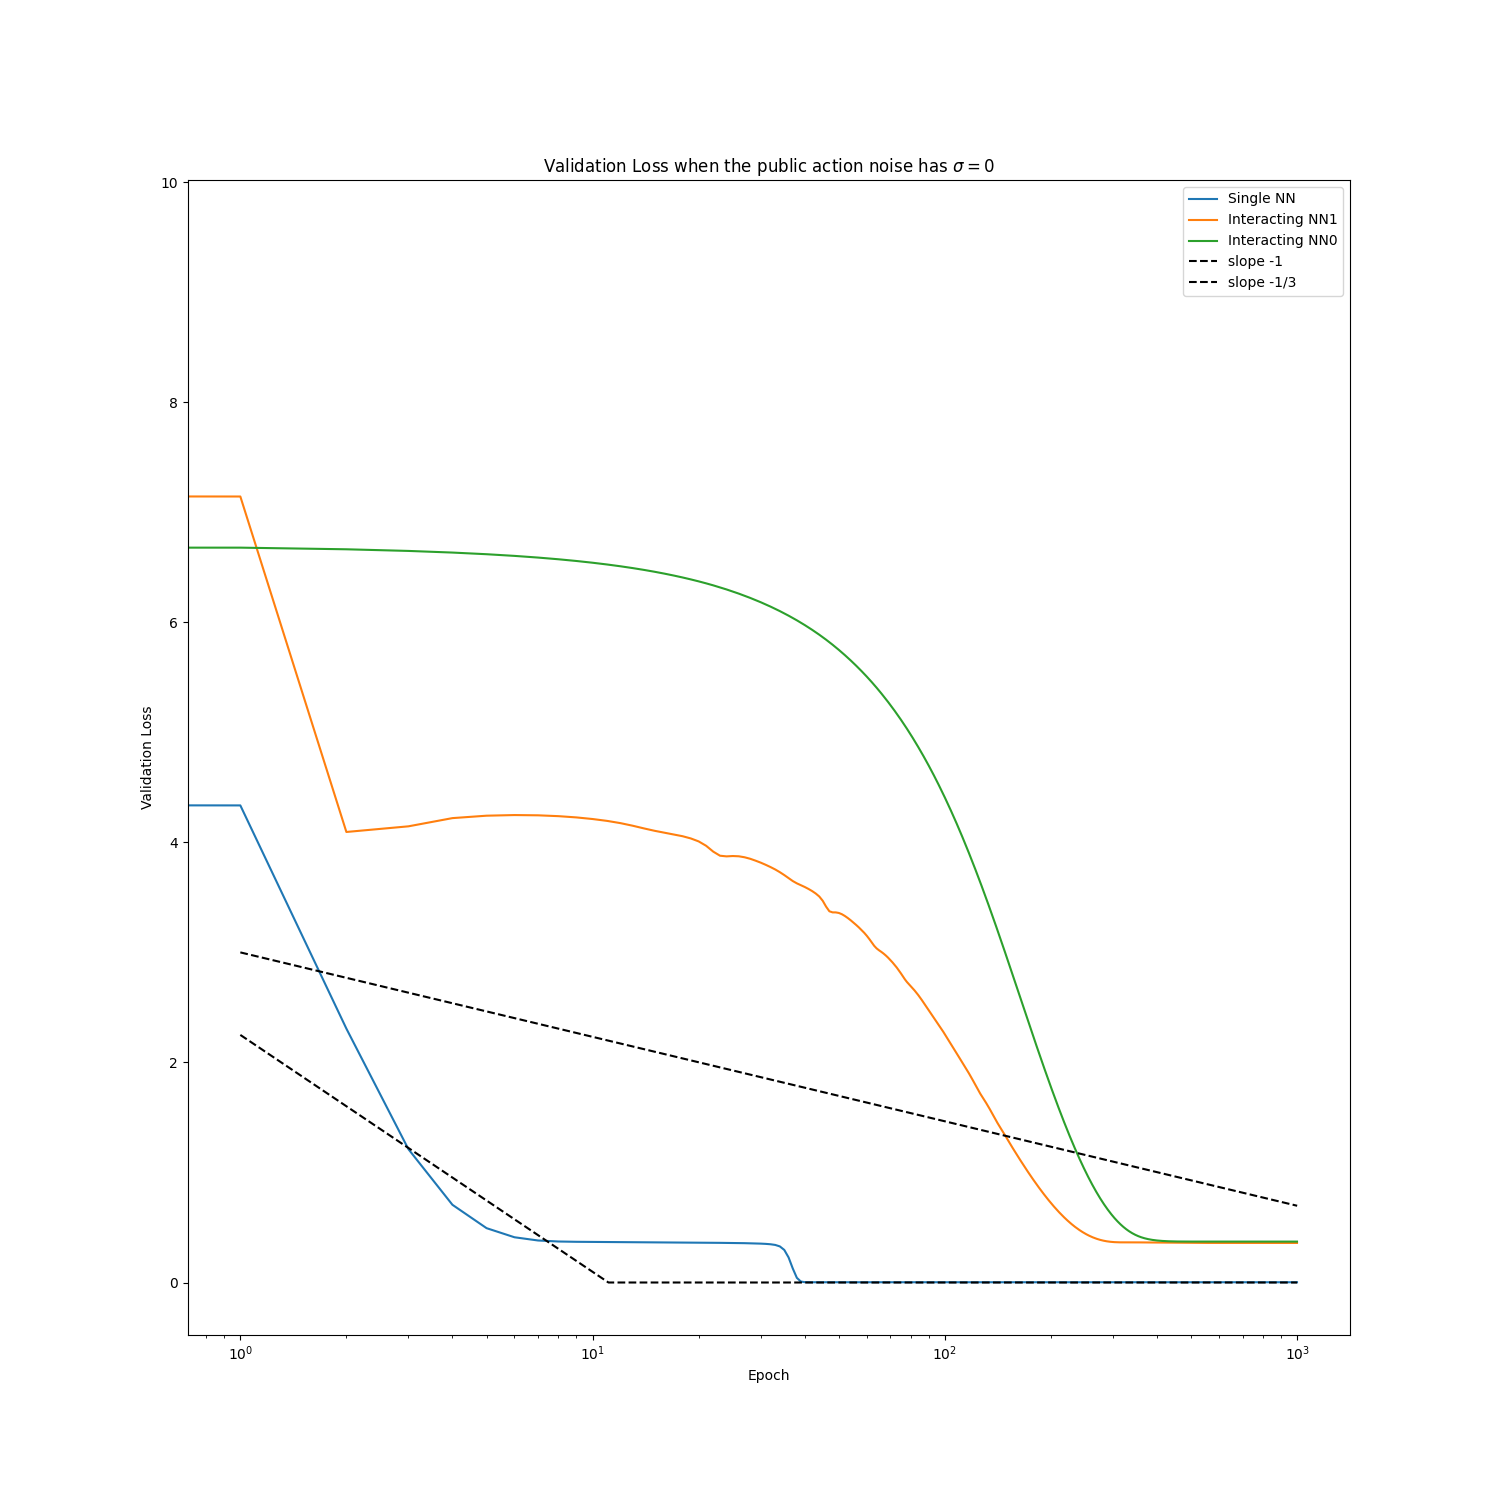 Validation Loss when the public action noise has σ = 0
10
8
6
4
2
0
Validation Loss
Single NN
Interacting NN1
Interacting NN0
slope -1
slope -1/3
10⁰ 10¹ 10² 10³
Epoch